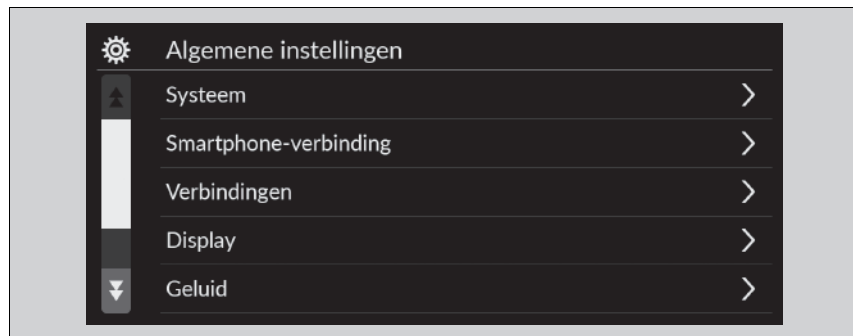 Algemene instellingen
Systeem
Smartphone-verbinding
Verbindingen
Display
Geluid